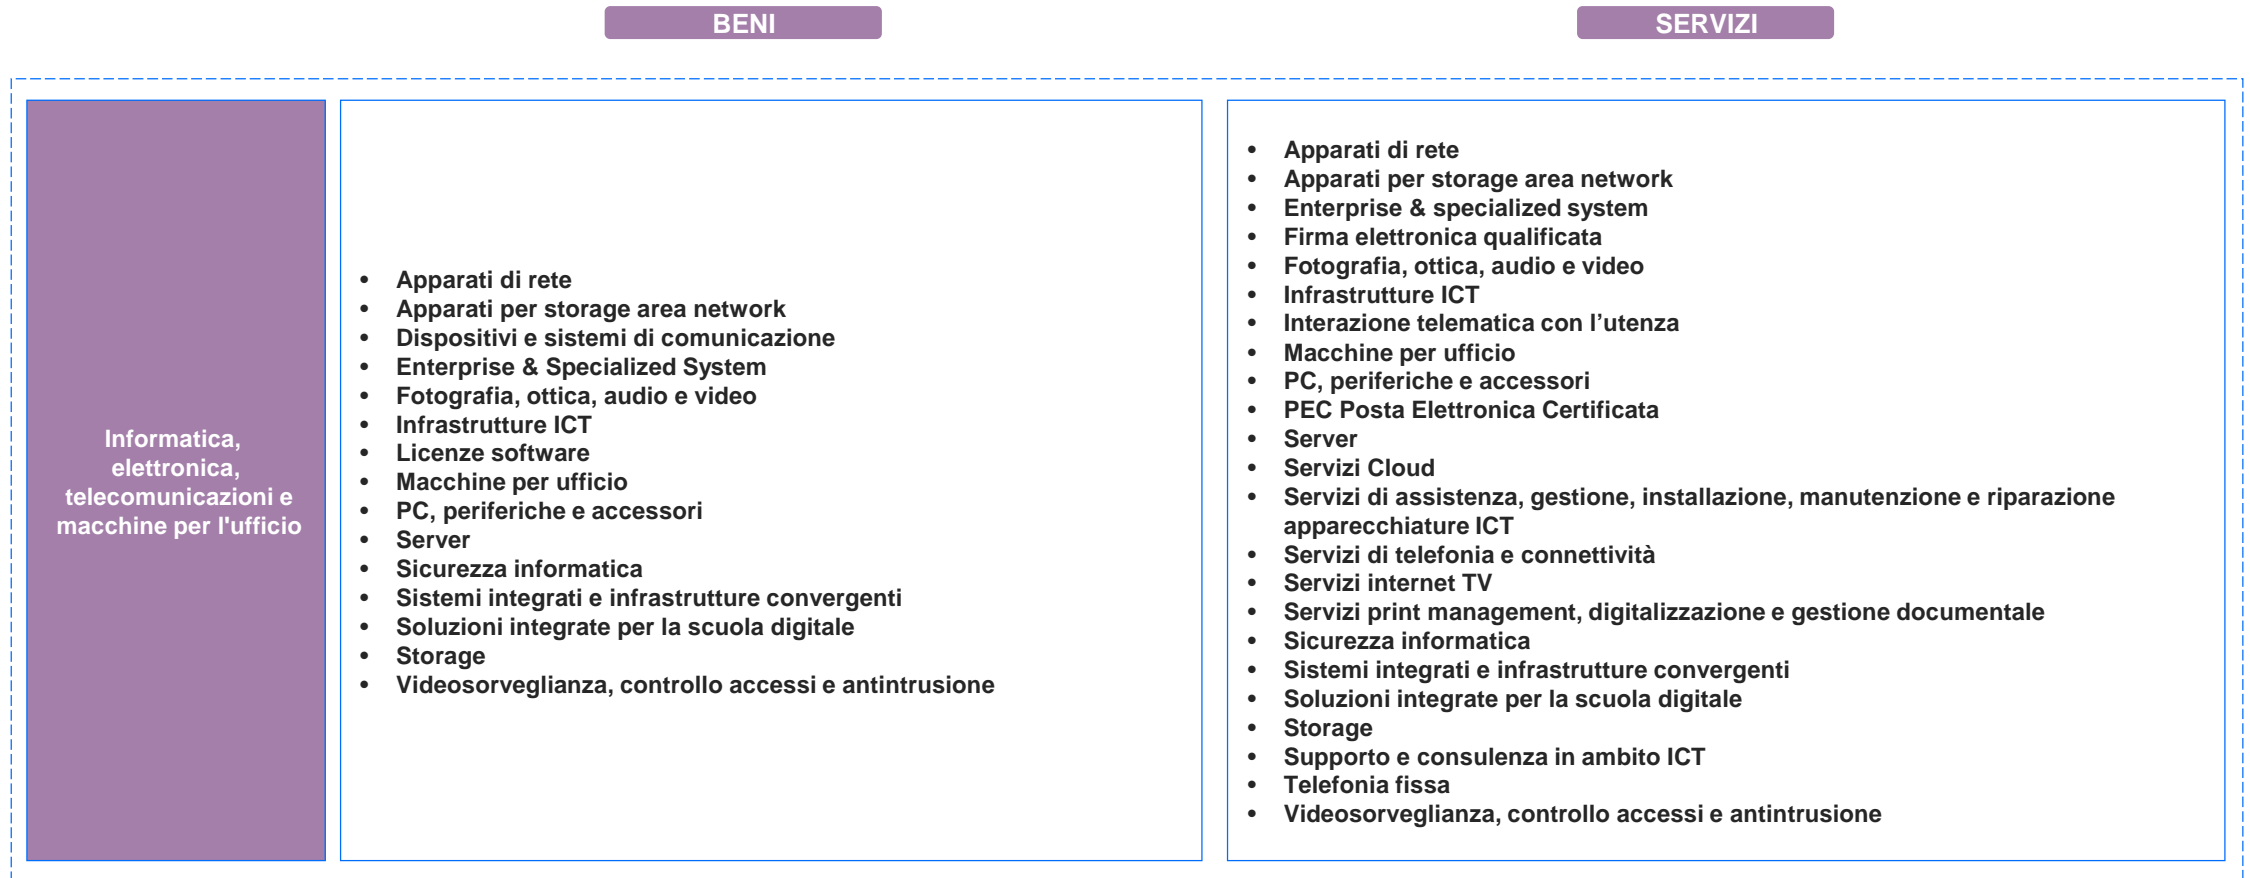 BENI
SERVIZI
Informatica,
elettronica,
telecomunicazioni e
macchine per l'ufficio
• Apparati di rete
• Apparati per storage area network
• Dispositivi e sistemi di comunicazione
• Enterprise & Specialized System
• Fotografia, ottica, audio e video
• Infrastrutture ICT
• Licenze software
• Macchine per ufficio
• PC, periferiche e accessori
• Server
• Sicurezza informatica
• Sistemi integrati e infrastrutture convergenti
• Soluzioni integrate per la scuola digitale
• Storage
• Videosorveglianza, controllo accessi e antintrusione
• Apparati di rete
• Apparati per storage area network
• Enterprise & specialized system
• Firma elettronica qualificata
• Fotografia, ottica, audio e video
• Infrastrutture ICT
• Interazione telematica con l’utenza
• Macchine per ufficio
• PC, periferiche e accessori
• PEC Posta Elettronica Certificata
• Server
• Servizi Cloud
• Servizi di assistenza, gestione, installazione, manutenzione e riparazione
apparecchiature ICT
• Servizi di telefonia e connettività
• Servizi internet TV
• Servizi print management, digitalizzazione e gestione documentale
• Sicurezza informatica
• Sistemi integrati e infrastrutture convergenti
• Soluzioni integrate per la scuola digitale
• Storage
• Supporto e consulenza in ambito ICT
• Telefonia fissa
• Videosorveglianza, controllo accessi e antintrusione